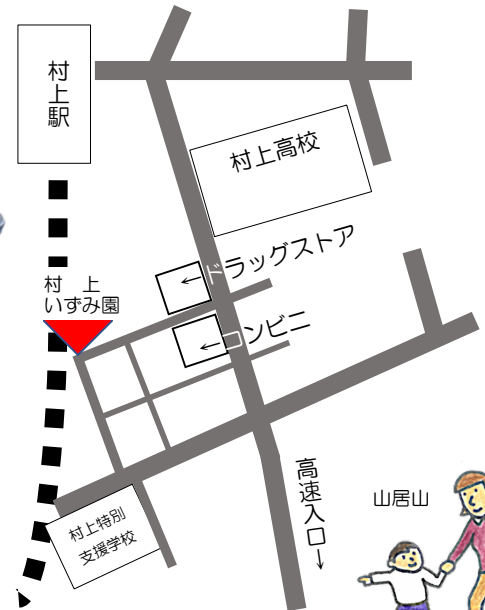 村上駅
村上高校
←ドラッグストア
村　上
いずみ園
←コンビニ
高速入口→
山居山
村上特別
支援学校